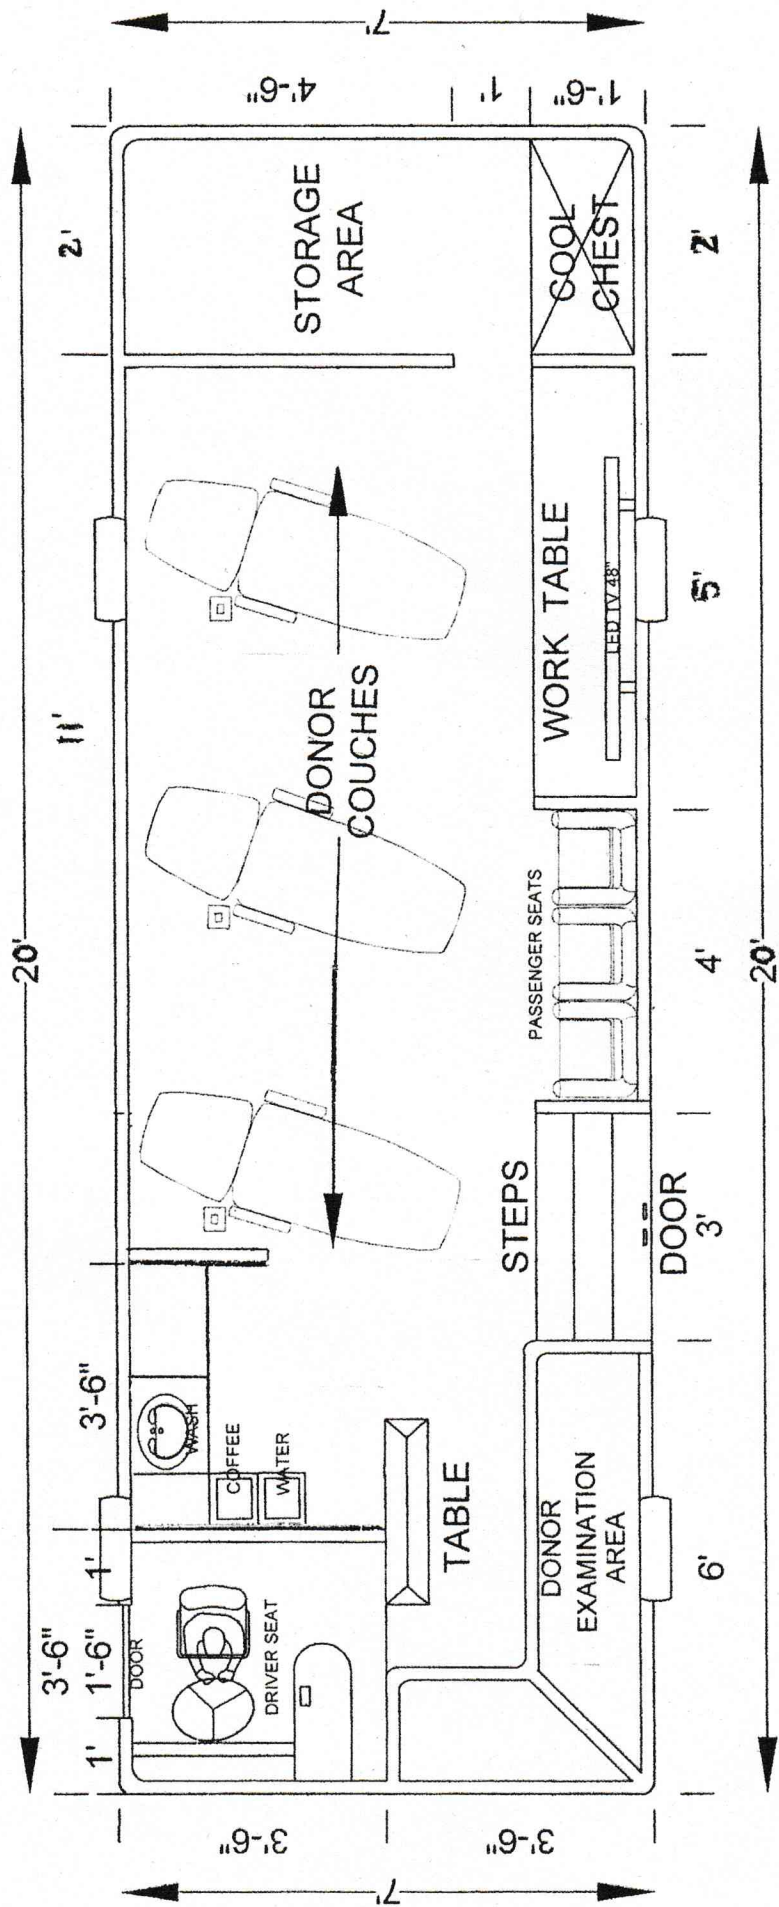 20'
2'
11'
3'-6"
3'-6"
1'
1'-6"
1'
7'
4'-6"
1'
1'-6"
STORAGE
AREA
COOL
CHEST
DONOR
COUCHES
WORK TABLE
LED TV 48"
PASSENGER SEATS
STEPS
DOOR
WASH
COFFEE
WATER
TABLE
DONOR
EXAMINATION
AREA
DOOR
DRIVER SEAT
3'-6"
3'-6"
7'
6'
3'
4'
5'
2'
20'